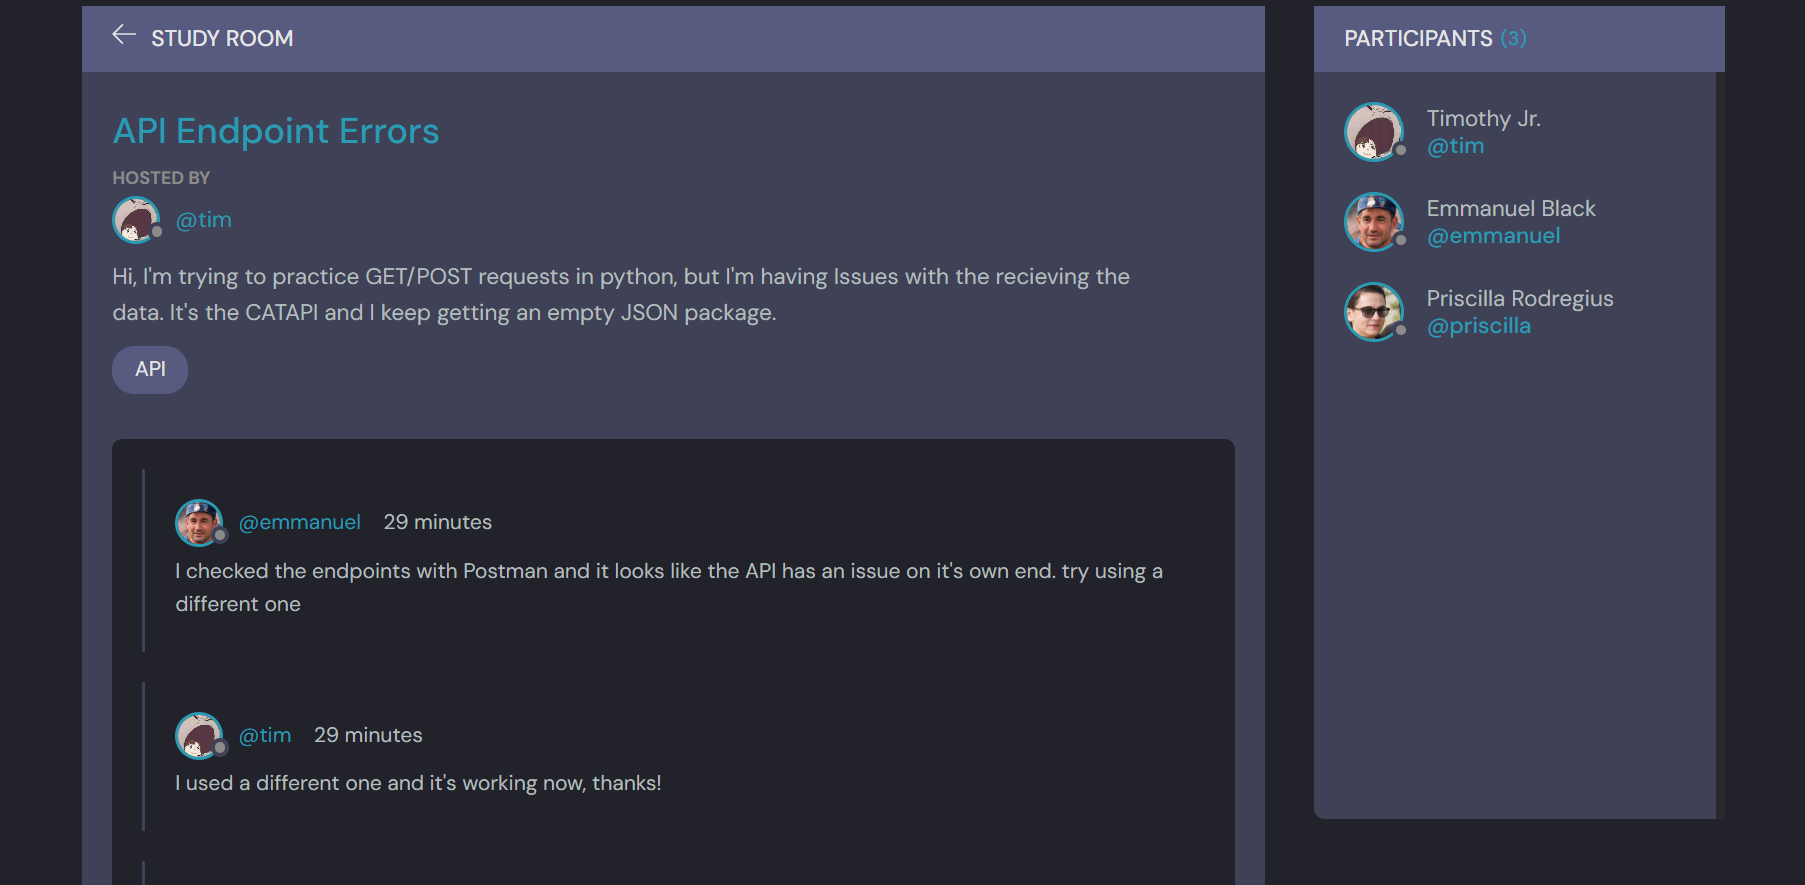 STUDY ROOM
API Endpoint Errors
HOSTED BY
@tim
Hi, I'm trying to practice GET/POST requests in python, but I'm having Issues with the recieving the
data. It's the CATAPI and I keep getting an empty JSON package.
API
@emmanuel 29 minutes
I checked the endpoints with Postman and it looks like the API has an issue on it's own end. try using a
different one
@tim 29 minutes
I used a different one and it's working now, thanks!
PARTICIPANTS (3)
Timothy Jr.
@tim
Emmanuel Black
@emmanuel
Priscilla Rodregius
@priscilla